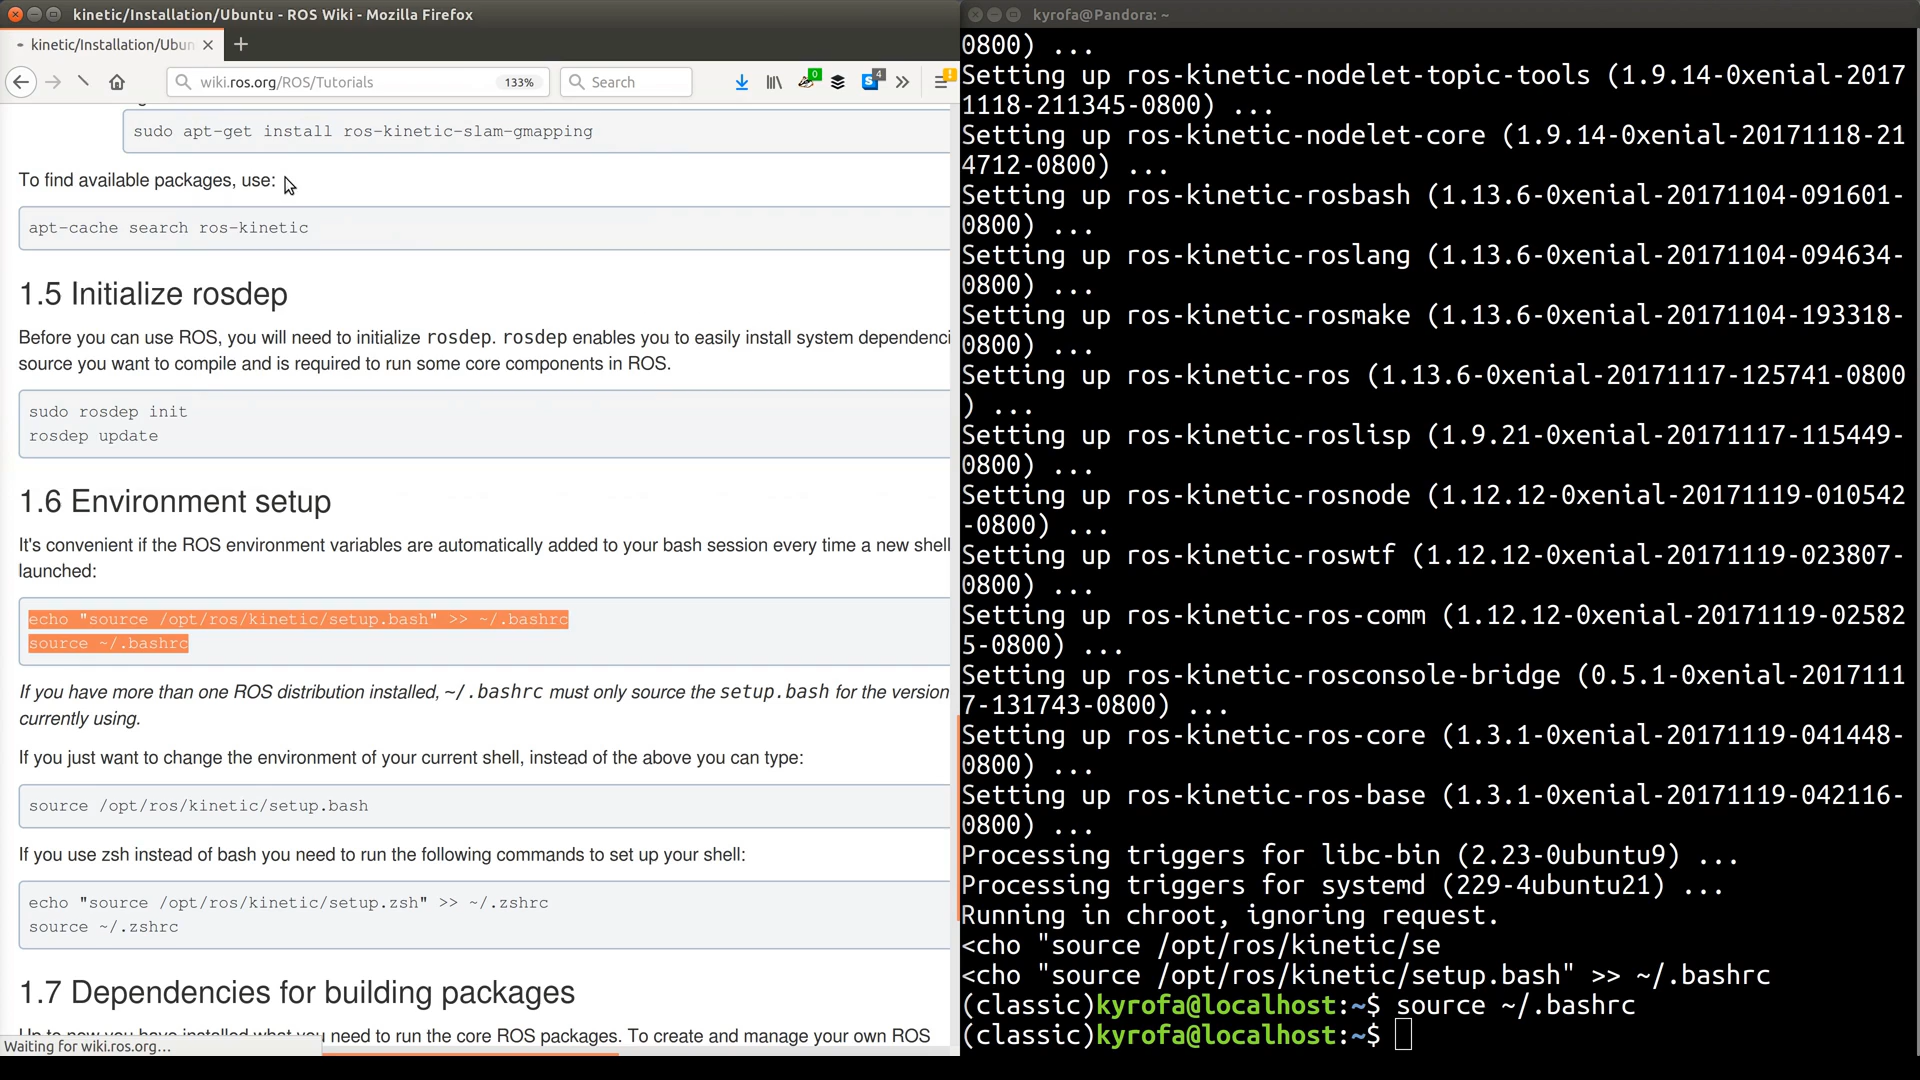 kinetic/Installation/Ubuntu - ROS Wiki - Mozilla Firefox
kinetic/Installation/Ubun
wiki.ros.org/ROS/Tutorials
133%
Search
0
4
sudo apt-get install ros-kinetic-slam-gmapping
To find available packages, use:
apt-cache search ros-kinetic
1.5 Initialize rosdep
Before you can use ROS, you will need to initialize rosdep. rosdep enables you to easily install system dependenci
source you want to compile and is required to run some core components in ROS.
sudo rosdep init
rosdep update
1.6 Environment setup
It's convenient if the ROS environment variables are automatically added to your bash session every time a new shell
launched:
echo "source /opt/ros/kinetic/setup.bash" >> ~/.bashrc
source ~/.bashrc
If you have more than one ROS distribution installed, ~/.bashrc must only source the setup.bash for the version
currently using.
If you just want to change the environment of your current shell, instead of the above you can type:
source /opt/ros/kinetic/setup.bash
If you use zsh instead of bash you need to run the following commands to set up your shell:
echo "source /opt/ros/kinetic/setup.zsh" >> ~/.zshrc
source ~/.zshrc
1.7 Dependencies for building packages
Up to now you have installed what you need to run the core ROS packages. To create and manage your own ROS
Waiting for wiki.ros.org...
kyrofa@Pandora: ~
0800) ...
Setting up ros-kinetic-nodelet-topic-tools (1.9.14-0xenial-2017
1118-211345-0800) ...
Setting up ros-kinetic-nodelet-core (1.9.14-0xenial-20171118-21
4712-0800) ...
Setting up ros-kinetic-rosbash (1.13.6-0xenial-20171104-091601-
0800) ...
Setting up ros-kinetic-roslang (1.13.6-0xenial-20171104-094634-
0800) ...
Setting up ros-kinetic-rosmake (1.13.6-0xenial-20171104-193318-
0800) ...
Setting up ros-kinetic-ros (1.13.6-0xenial-20171117-125741-0800
) ...
Setting up ros-kinetic-roslisp (1.9.21-0xenial-20171117-115449-
0800) ...
Setting up ros-kinetic-rosnode (1.12.12-0xenial-20171119-010542
-0800) ...
Setting up ros-kinetic-roswtf (1.12.12-0xenial-20171119-023807-
0800) ...
Setting up ros-kinetic-ros-comm (1.12.12-0xenial-20171119-02582
5-0800) ...
Setting up ros-kinetic-rosconsole-bridge (0.5.1-0xenial-2017111
7-131743-0800) ...
Setting up ros-kinetic-ros-core (1.3.1-0xenial-20171119-041448-
0800) ...
Setting up ros-kinetic-ros-base (1.3.1-0xenial-20171119-042116-
0800) ...
Processing triggers for libc-bin (2.23-0ubuntu9) ...
Processing triggers for systemd (229-4ubuntu21) ...
Running in chroot, ignoring request.
<cho "source /opt/ros/kinetic/se
<cho "source /opt/ros/kinetic/setup.bash" >> ~/.bashrc
(classic)kyrofa@localhost:~$ source ~/.bashrc
(classic)kyrofa@localhost:~$